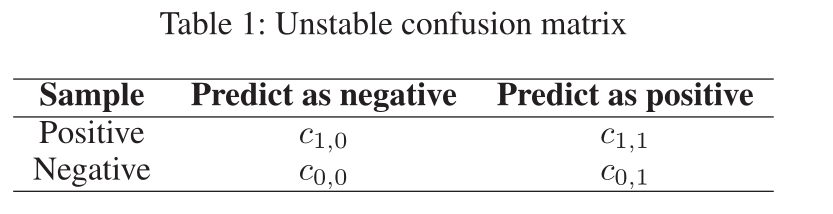 Table 1: Unstable confusion matrix
Sample Predict as negative Predict as positive
Positive c1,0 c1,1
Negative c0,0 c0,1